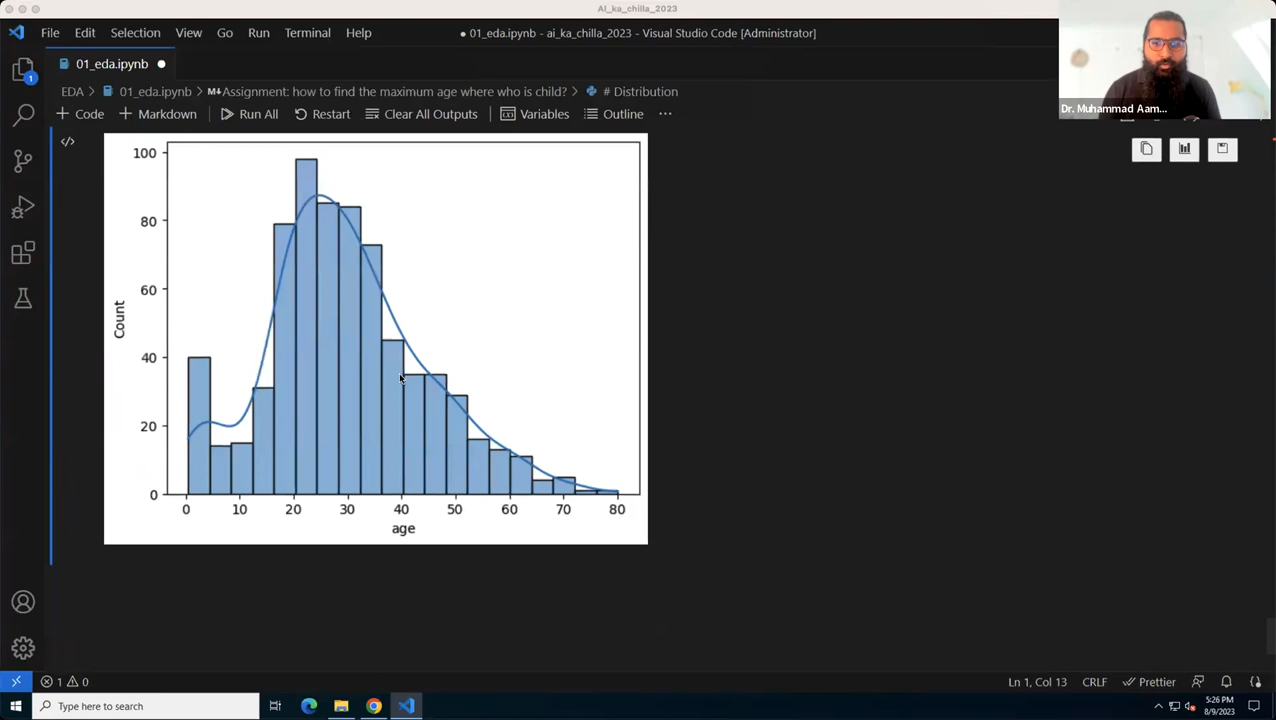 AI_ka_chilla_2023
File Edit Selection View Go Run Terminal Help
● 01_eda.ipynb - ai_ka_chilla_2023 - Visual Studio Code [Administrator]
01_eda.ipynb
EDA > 01_eda.ipynb > M↓Assignment: how to find the maximum age where who is child? > # Distribution
+ Code + Markdown Run All Restart Clear All Outputs Variables Outline ...
Dr. Muhammad Aam...
1
100
80
60
40
20
0
Count
0 10 20 30 40 50 60 70 80
age
1 0
Ln 1, Col 13 CRLF Prettier
Type here to search
5:26 PM
8/9/2023